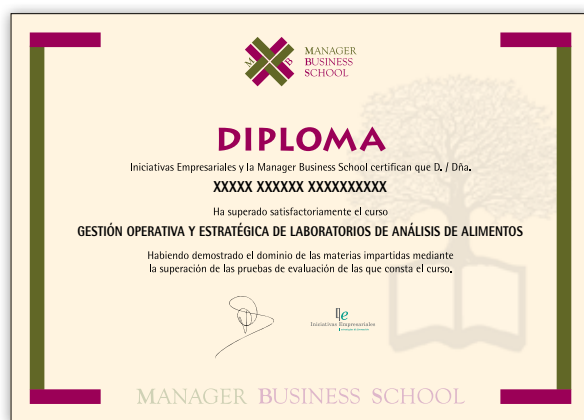 M B S
MANAGER
BUSINESS
SCHOOL
DIPLOMA
Iniciativas Empresariales y la Manager Business School certifican que D. / Dña.
XXXXX XXXXXX XXXXXXXXXX
Ha superado satisfactoriamente el curso
GESTIÓN OPERATIVA Y ESTRATÉGICA DE LABORATORIOS DE ANÁLISIS DE ALIMENTOS
Habiendo demostrado el dominio de las materias impartidas mediante
la superación de las pruebas de evaluación de las que consta el curso.
Iniciativas Empresariales
MANAGER BUSINESS SCHOOL